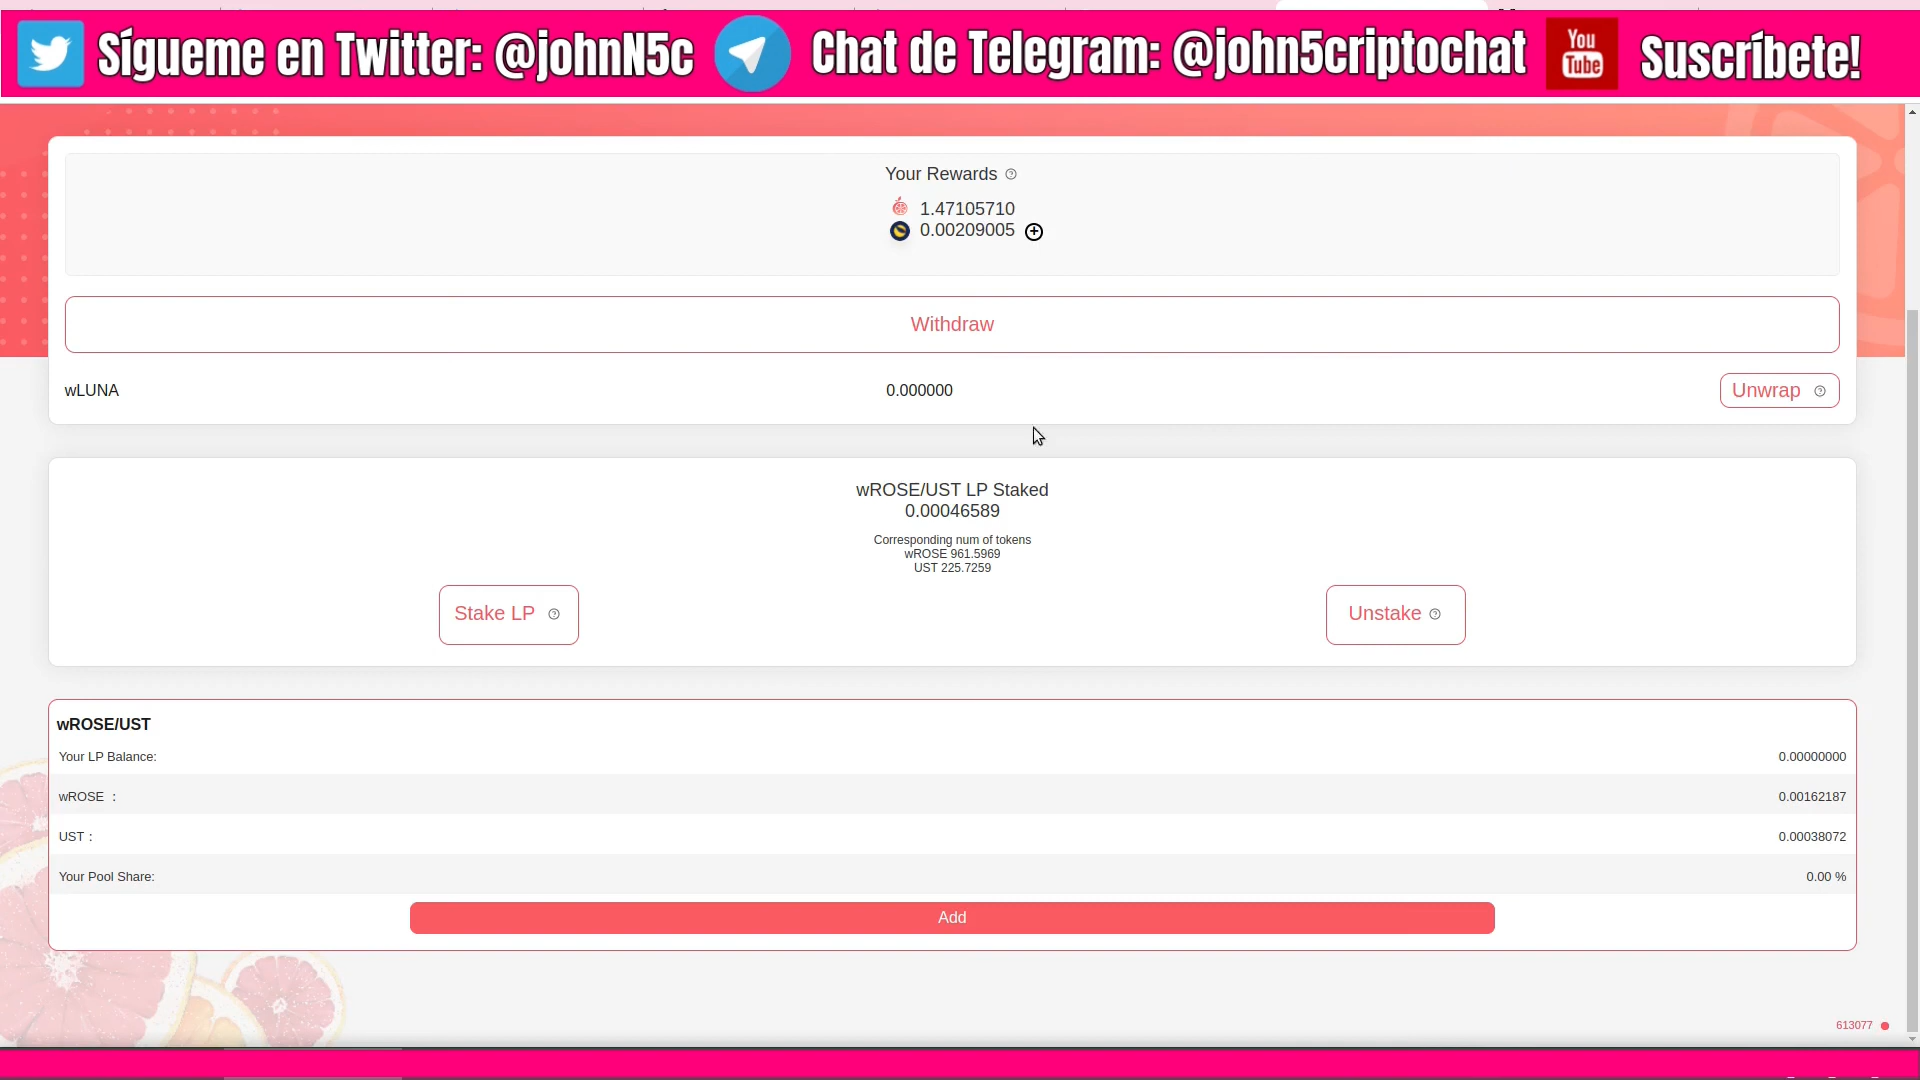 Sígueme en Twitter: @johnN5c Chat de Telegram: @john5criptochat You Tube Suscríbete!
Your Rewards
1.47105710
0.00209005
Withdraw
wLUNA 0.000000 Unwrap
wROSE/UST LP Staked
0.00046589
Corresponding num of tokens
wROSE 961.5969
UST 225.7259
Stake LP Unstake
wROSE/UST
Your LP Balance: 0.00000000
wROSE : 0.00162187
UST : 0.00038072
Your Pool Share: 0.00 %
Add
613077